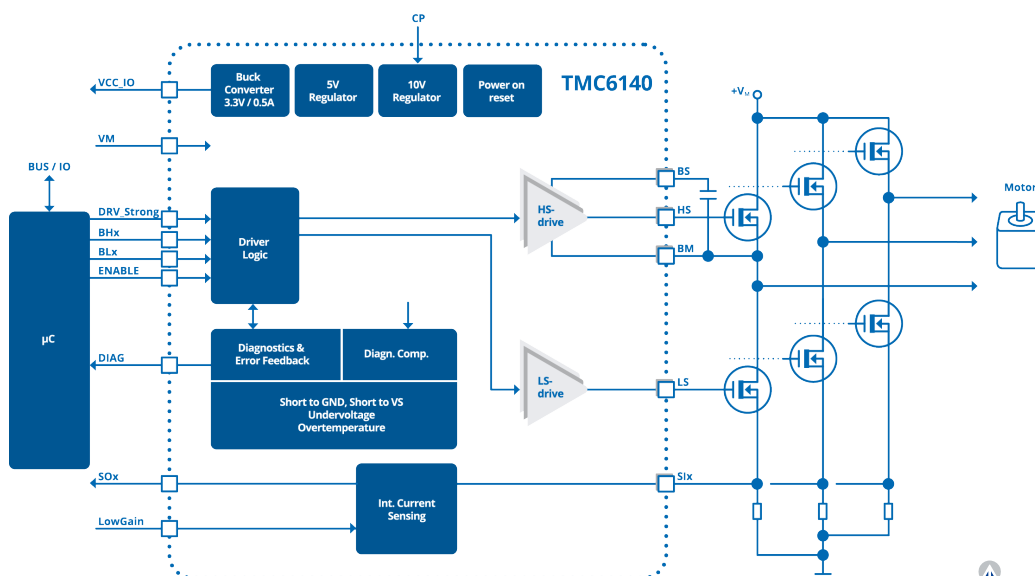 CP
VCC_IO
Buck
Converter
3.3V / 0.5A
5V
Regulator
10V
Regulator
Power on
reset
TMC6140
+VM
VM
BUS / IO
BS
Motor
DRV_Strong
HS-
drive
HS
BHx
Driver
Logic
BLx
BM
ENABLE
µC
DIAG
Diagnostics &
Error Feedback
Diagn. Comp.
LS-
drive
LS
Short to GND, Short to VS
Undervoltage
Overtemperature
SOx
SIx
Int. Current
Sensing
LowGain